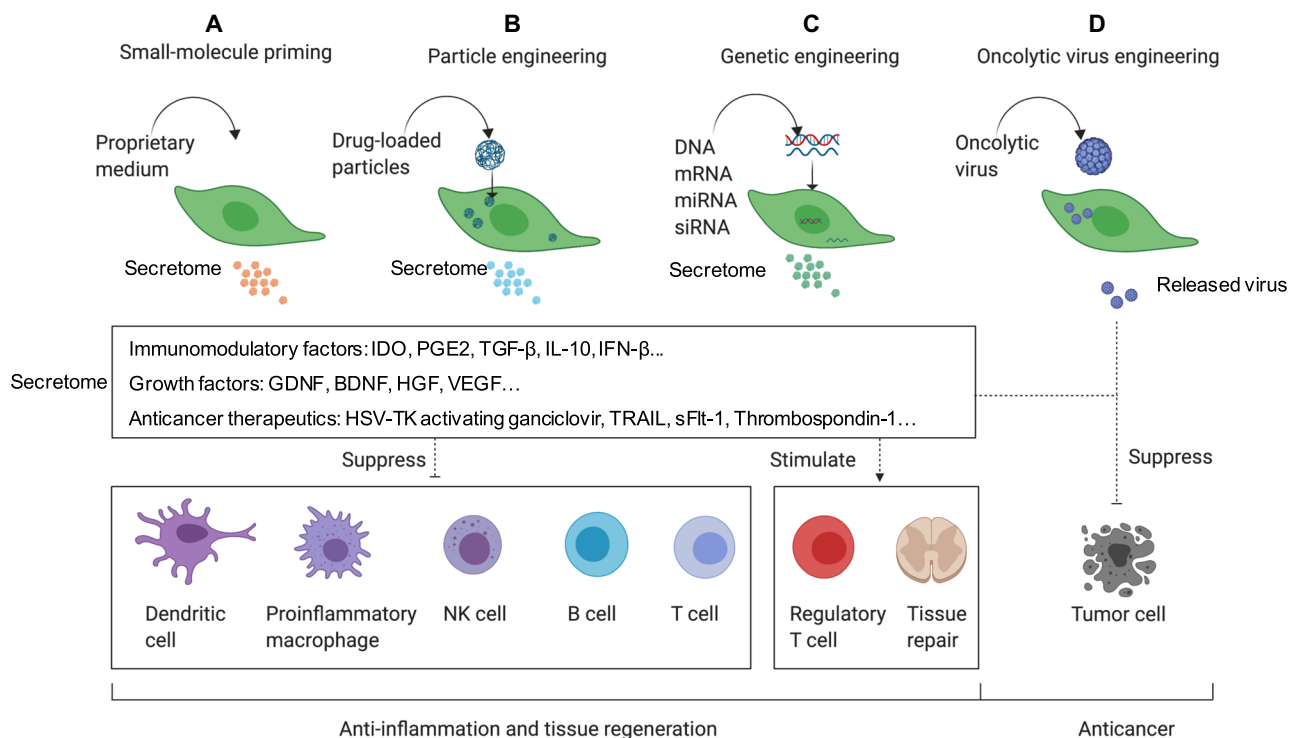 A
B
C
D
Small-molecule priming
Particle engineering
Genetic engineering
Oncolytic virus engineering
Proprietary
medium
Drug-loaded
particles
DNA
mRNA
miRNA
siRNA
Oncolytic
virus
Secretome
Secretome
Secretome
Released virus
Secretome
Immunomodulatory factors: IDO, PGE2, TGF-β, IL-10, IFN-β...
Growth factors: GDNF, BDNF, HGF, VEGF…
Anticancer therapeutics: HSV-TK activating ganciclovir, TRAIL, sFlt-1, Thrombospondin-1…
Suppress
Stimulate
Suppress
Dendritic
cell
Proinflammatory
macrophage
NK cell
B cell
T cell
Regulatory
T cell
Tissue
repair
Tumor cell
Anti-inflammation and tissue regeneration
Anticancer